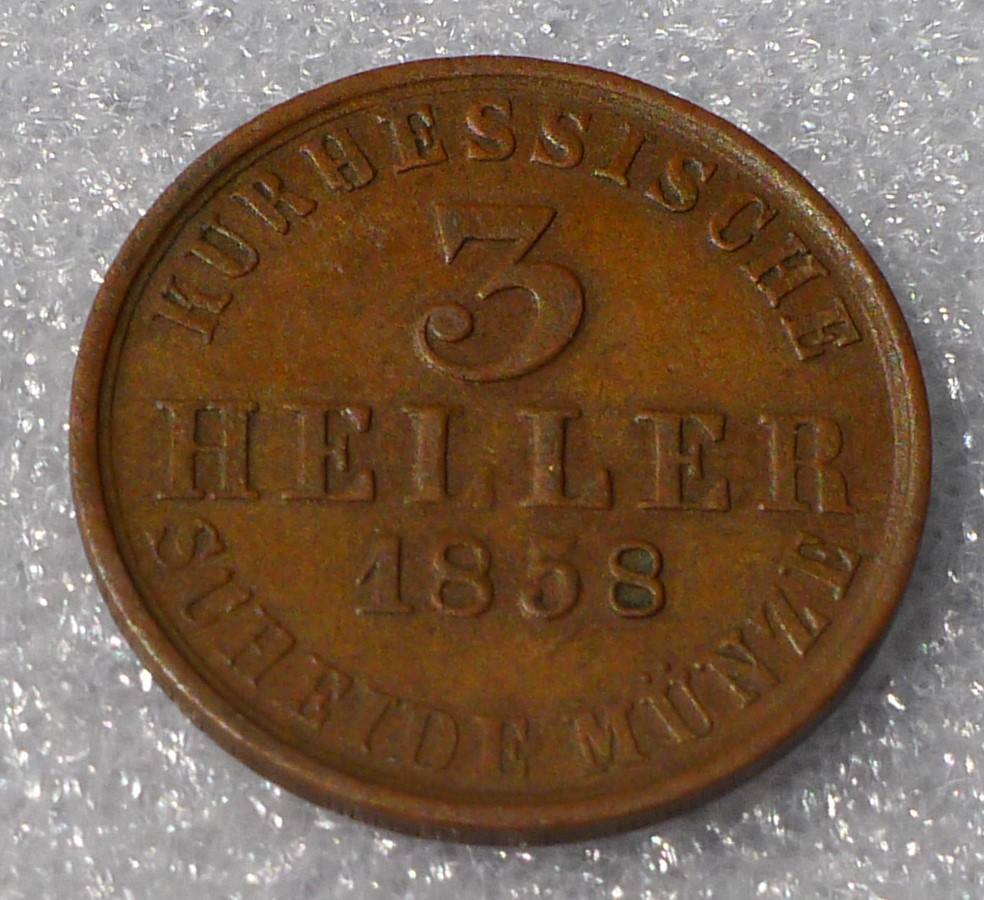 KURHESSISCHE
3
HELLER
1858
SCHEIDE MÜNZE